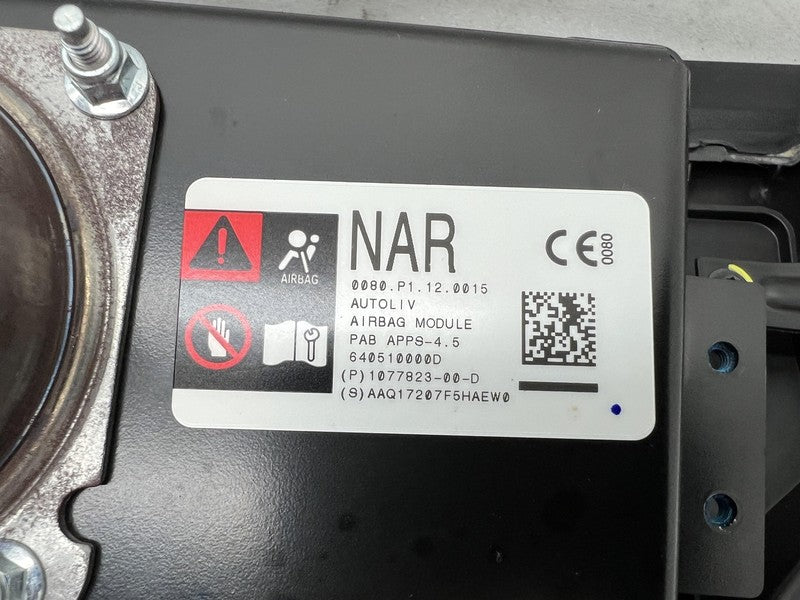 NAR
CE 0080
AIRBAG
0080.P1.12.0015
AUTOLIV
AIRBAG MODULE
PAB APPS-4.5
640510000D
(P)1077823-00-D
(S)AAQ17207F5HAEW0